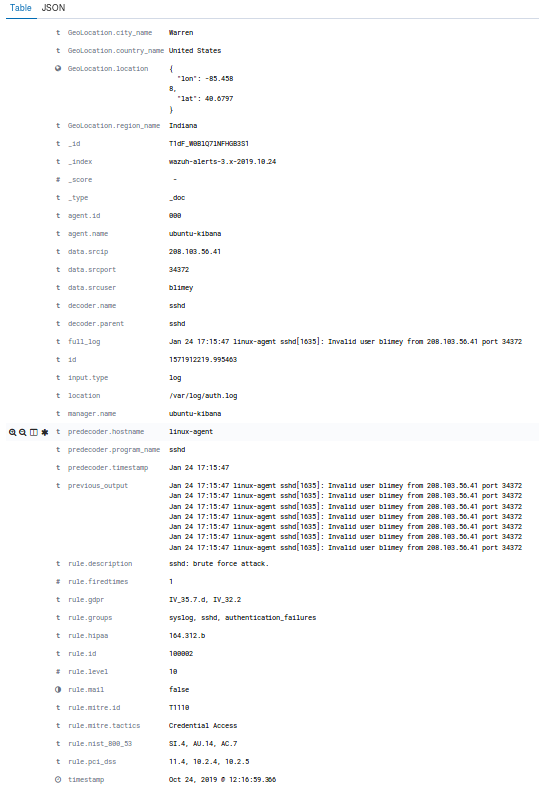 Table JSON
t GeoLocation.city_name Warren
t GeoLocation.country_name United States
GeoLocation.location {
"lon": -85.458
8,
"lat": 40.6797
}
t GeoLocation.region_name Indiana
t _id T1dF_W0B1Q71NFHGB3S1
t _index wazuh-alerts-3.x-2019.10.24
# _score -
t _type _doc
t agent.id 000
t agent.name ubuntu-kibana
t data.srcip 208.103.56.41
t data.srcport 34372
t data.srcuser blimey
t decoder.name sshd
t decoder.parent sshd
t full_log Jan 24 17:15:47 linux-agent sshd[1635]: Invalid user blimey from 208.103.56.41 port 34372
t id 1571912219.995463
t input.type log
t location /var/log/auth.log
t manager.name ubuntu-kibana
t predecoder.hostname linux-agent
t predecoder.program_name sshd
t predecoder.timestamp Jan 24 17:15:47
t previous_output Jan 24 17:15:47 linux-agent sshd[1635]: Invalid user blimey from 208.103.56.41 port 34372
Jan 24 17:15:47 linux-agent sshd[1635]: Invalid user blimey from 208.103.56.41 port 34372
Jan 24 17:15:47 linux-agent sshd[1635]: Invalid user blimey from 208.103.56.41 port 34372
Jan 24 17:15:47 linux-agent sshd[1635]: Invalid user blimey from 208.103.56.41 port 34372
Jan 24 17:15:47 linux-agent sshd[1635]: Invalid user blimey from 208.103.56.41 port 34372
Jan 24 17:15:47 linux-agent sshd[1635]: Invalid user blimey from 208.103.56.41 port 34372
Jan 24 17:15:47 linux-agent sshd[1635]: Invalid user blimey from 208.103.56.41 port 34372
t rule.description sshd: brute force attack.
# rule.firedtimes 1
t rule.gdpr IV_35.7.d, IV_32.2
t rule.groups syslog, sshd, authentication_failures
t rule.hipaa 164.312.b
t rule.id 100002
# rule.level 10
rule.mail false
t rule.mitre.id T1110
t rule.mitre.tactics Credential Access
t rule.nist_800_53 SI.4, AU.14, AC.7
t rule.pci_dss 11.4, 10.2.4, 10.2.5
timestamp Oct 24, 2019 @ 12:16:59.366